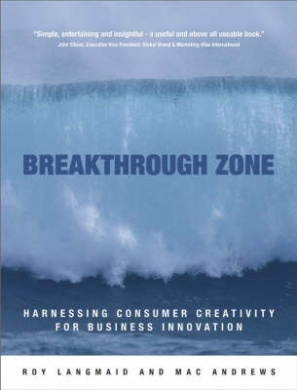 "Simple, entertaining and insightful - a useful and above all useable book."
John Elkins, Executive Vice President, Global Brand & Marketing-Visa International
BREAKTHROUGH ZONE
HARNESSING CONSUMER CREATIVITY
FOR BUSINESS INNOVATION
ROY LANGMAID AND MAC ANDREWS